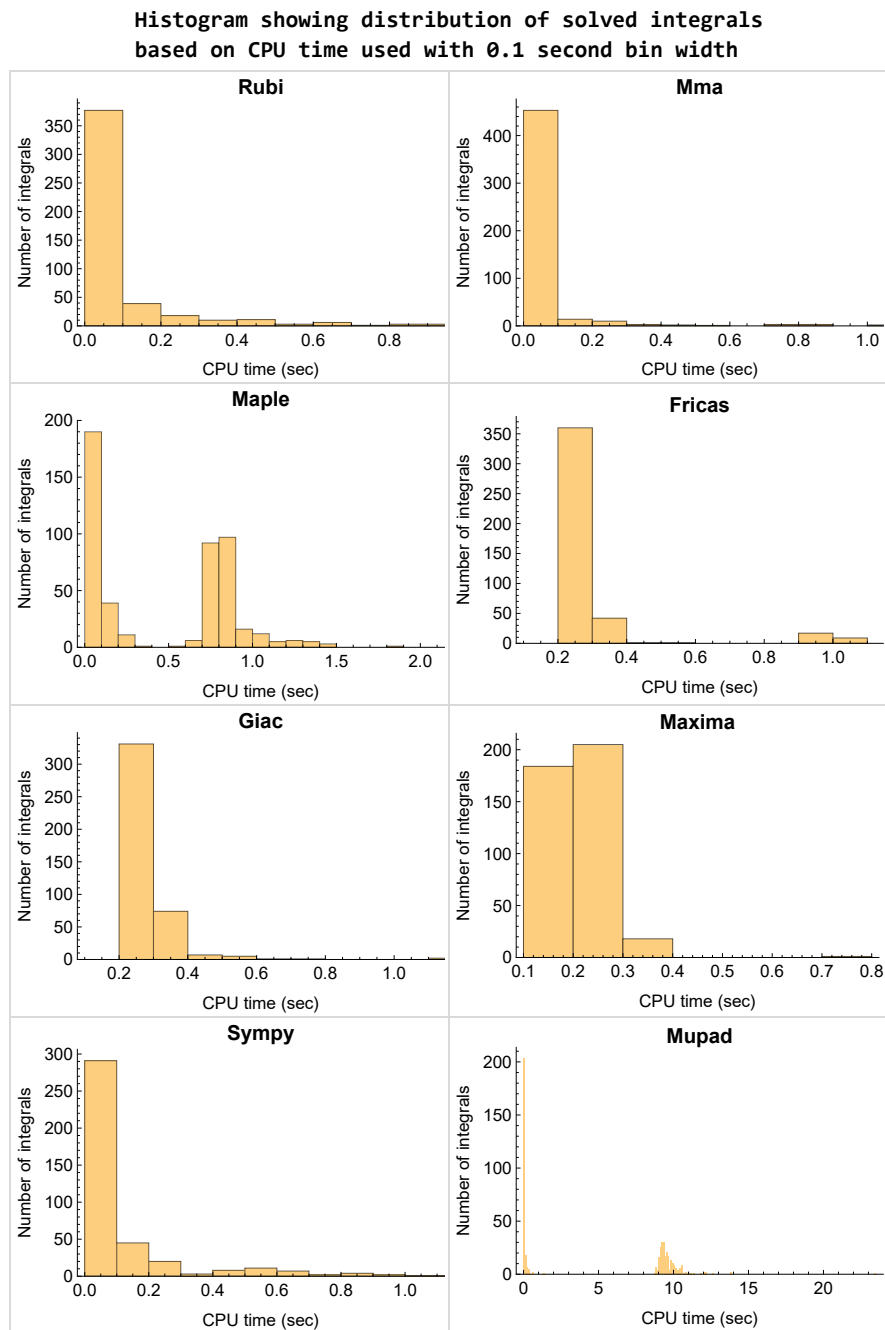 Histogram showing distribution of solved integrals
based on CPU time used with 0.1 second bin width
Rubi
Number of integrals
350
300
250
200
150
100
50
0
0.0 0.2 0.4 0.6 0.8
CPU time (sec)
Mma
Number of integrals
400
300
200
100
0
0.0 0.2 0.4 0.6 0.8 1.0
CPU time (sec)
Maple
Number of integrals
200
150
100
50
0
0.0 0.5 1.0 1.5 2.0
CPU time (sec)
Fricas
Number of integrals
350
300
250
200
150
100
50
0
0.2 0.4 0.6 0.8 1.0
CPU time (sec)
Giac
Number of integrals
300
250
200
150
100
50
0
0.2 0.4 0.6 0.8 1.0
CPU time (sec)
Maxima
Number of integrals
200
150
100
50
0
0.1 0.2 0.3 0.4 0.5 0.6 0.7 0.8
CPU time (sec)
Sympy
Number of integrals
300
250
200
150
100
50
0
0.0 0.2 0.4 0.6 0.8 1.0
CPU time (sec)
Mupad
Number of integrals
200
150
100
50
0
0 5 10 15 20
CPU time (sec)